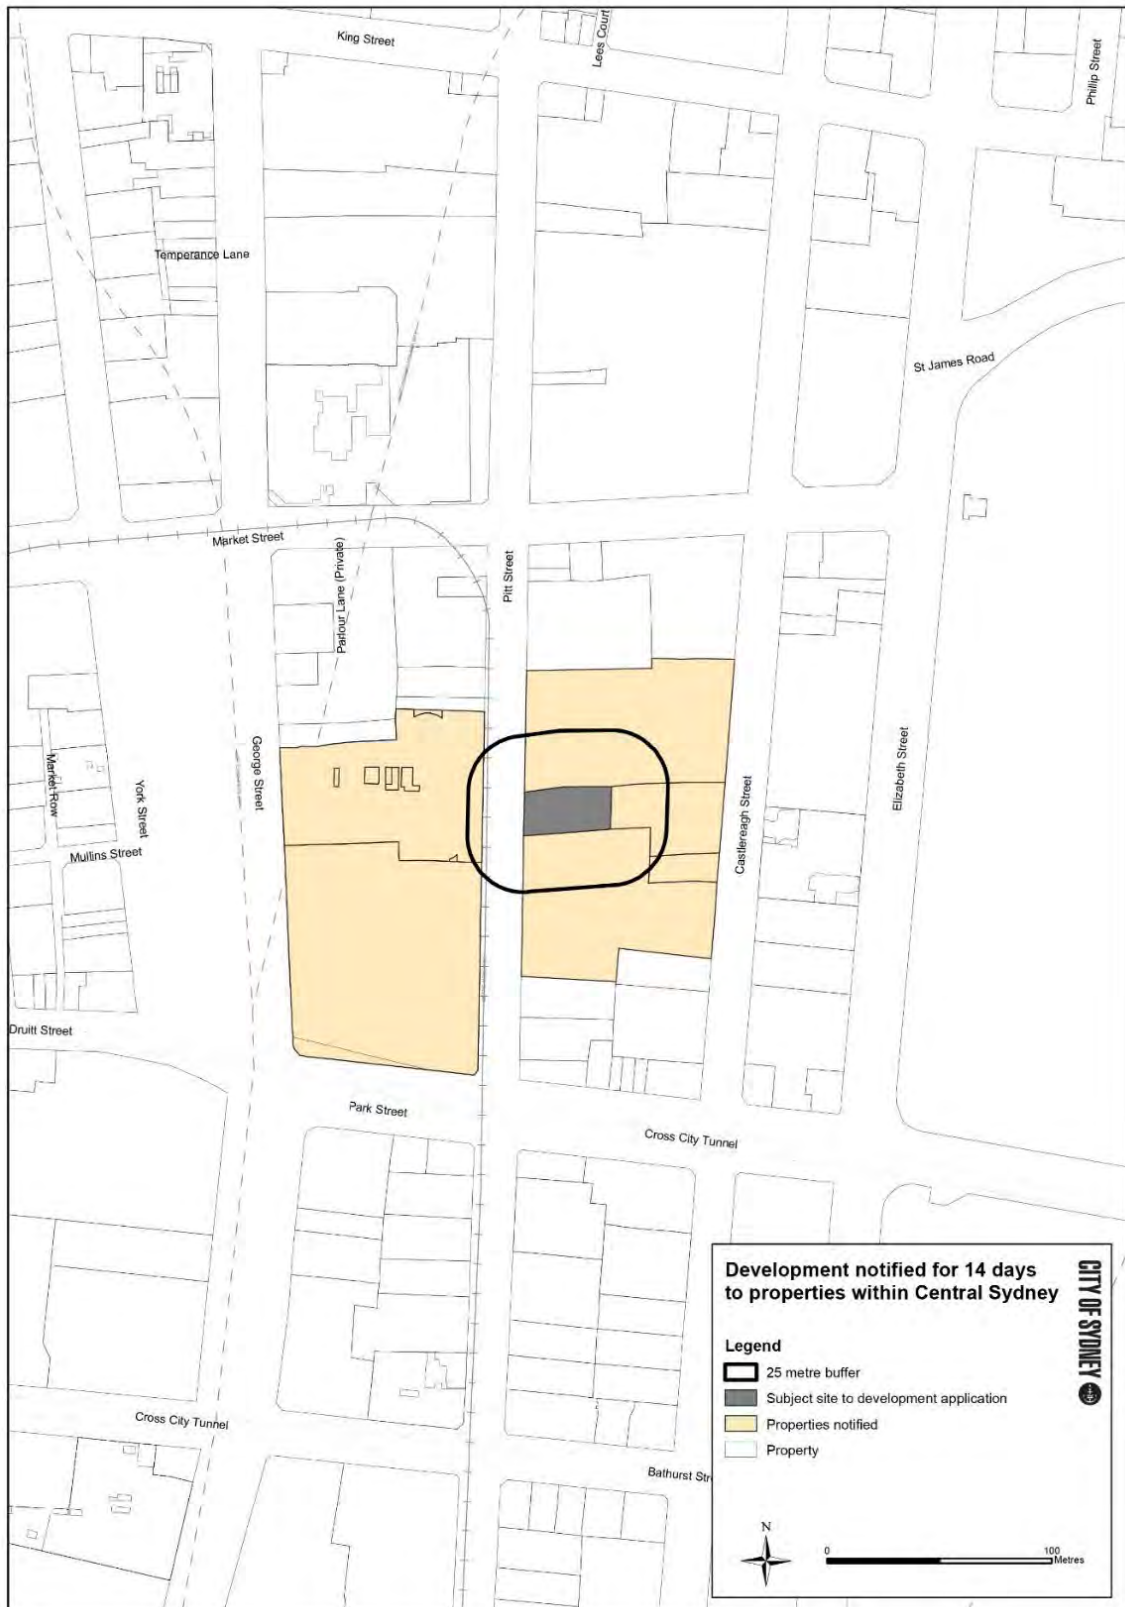 King Street
Lees Court
Phillip Street
Temperance Lane
St James Road
Market Street
Parlour Lane (Private)
Pitt Street
George Street
Market Row
York Street
Mullins Street
Castlereagh Street
Elizabeth Street
Druitt Street
Park Street
Cross City Tunnel
Cross City Tunnel
Bathurst Stre
Development notified for 14 days
to properties within Central Sydney
CITY OF SYDNEY
Legend
25 metre buffer
Subject site to development application
Properties notified
Property
N
0
100
Metres